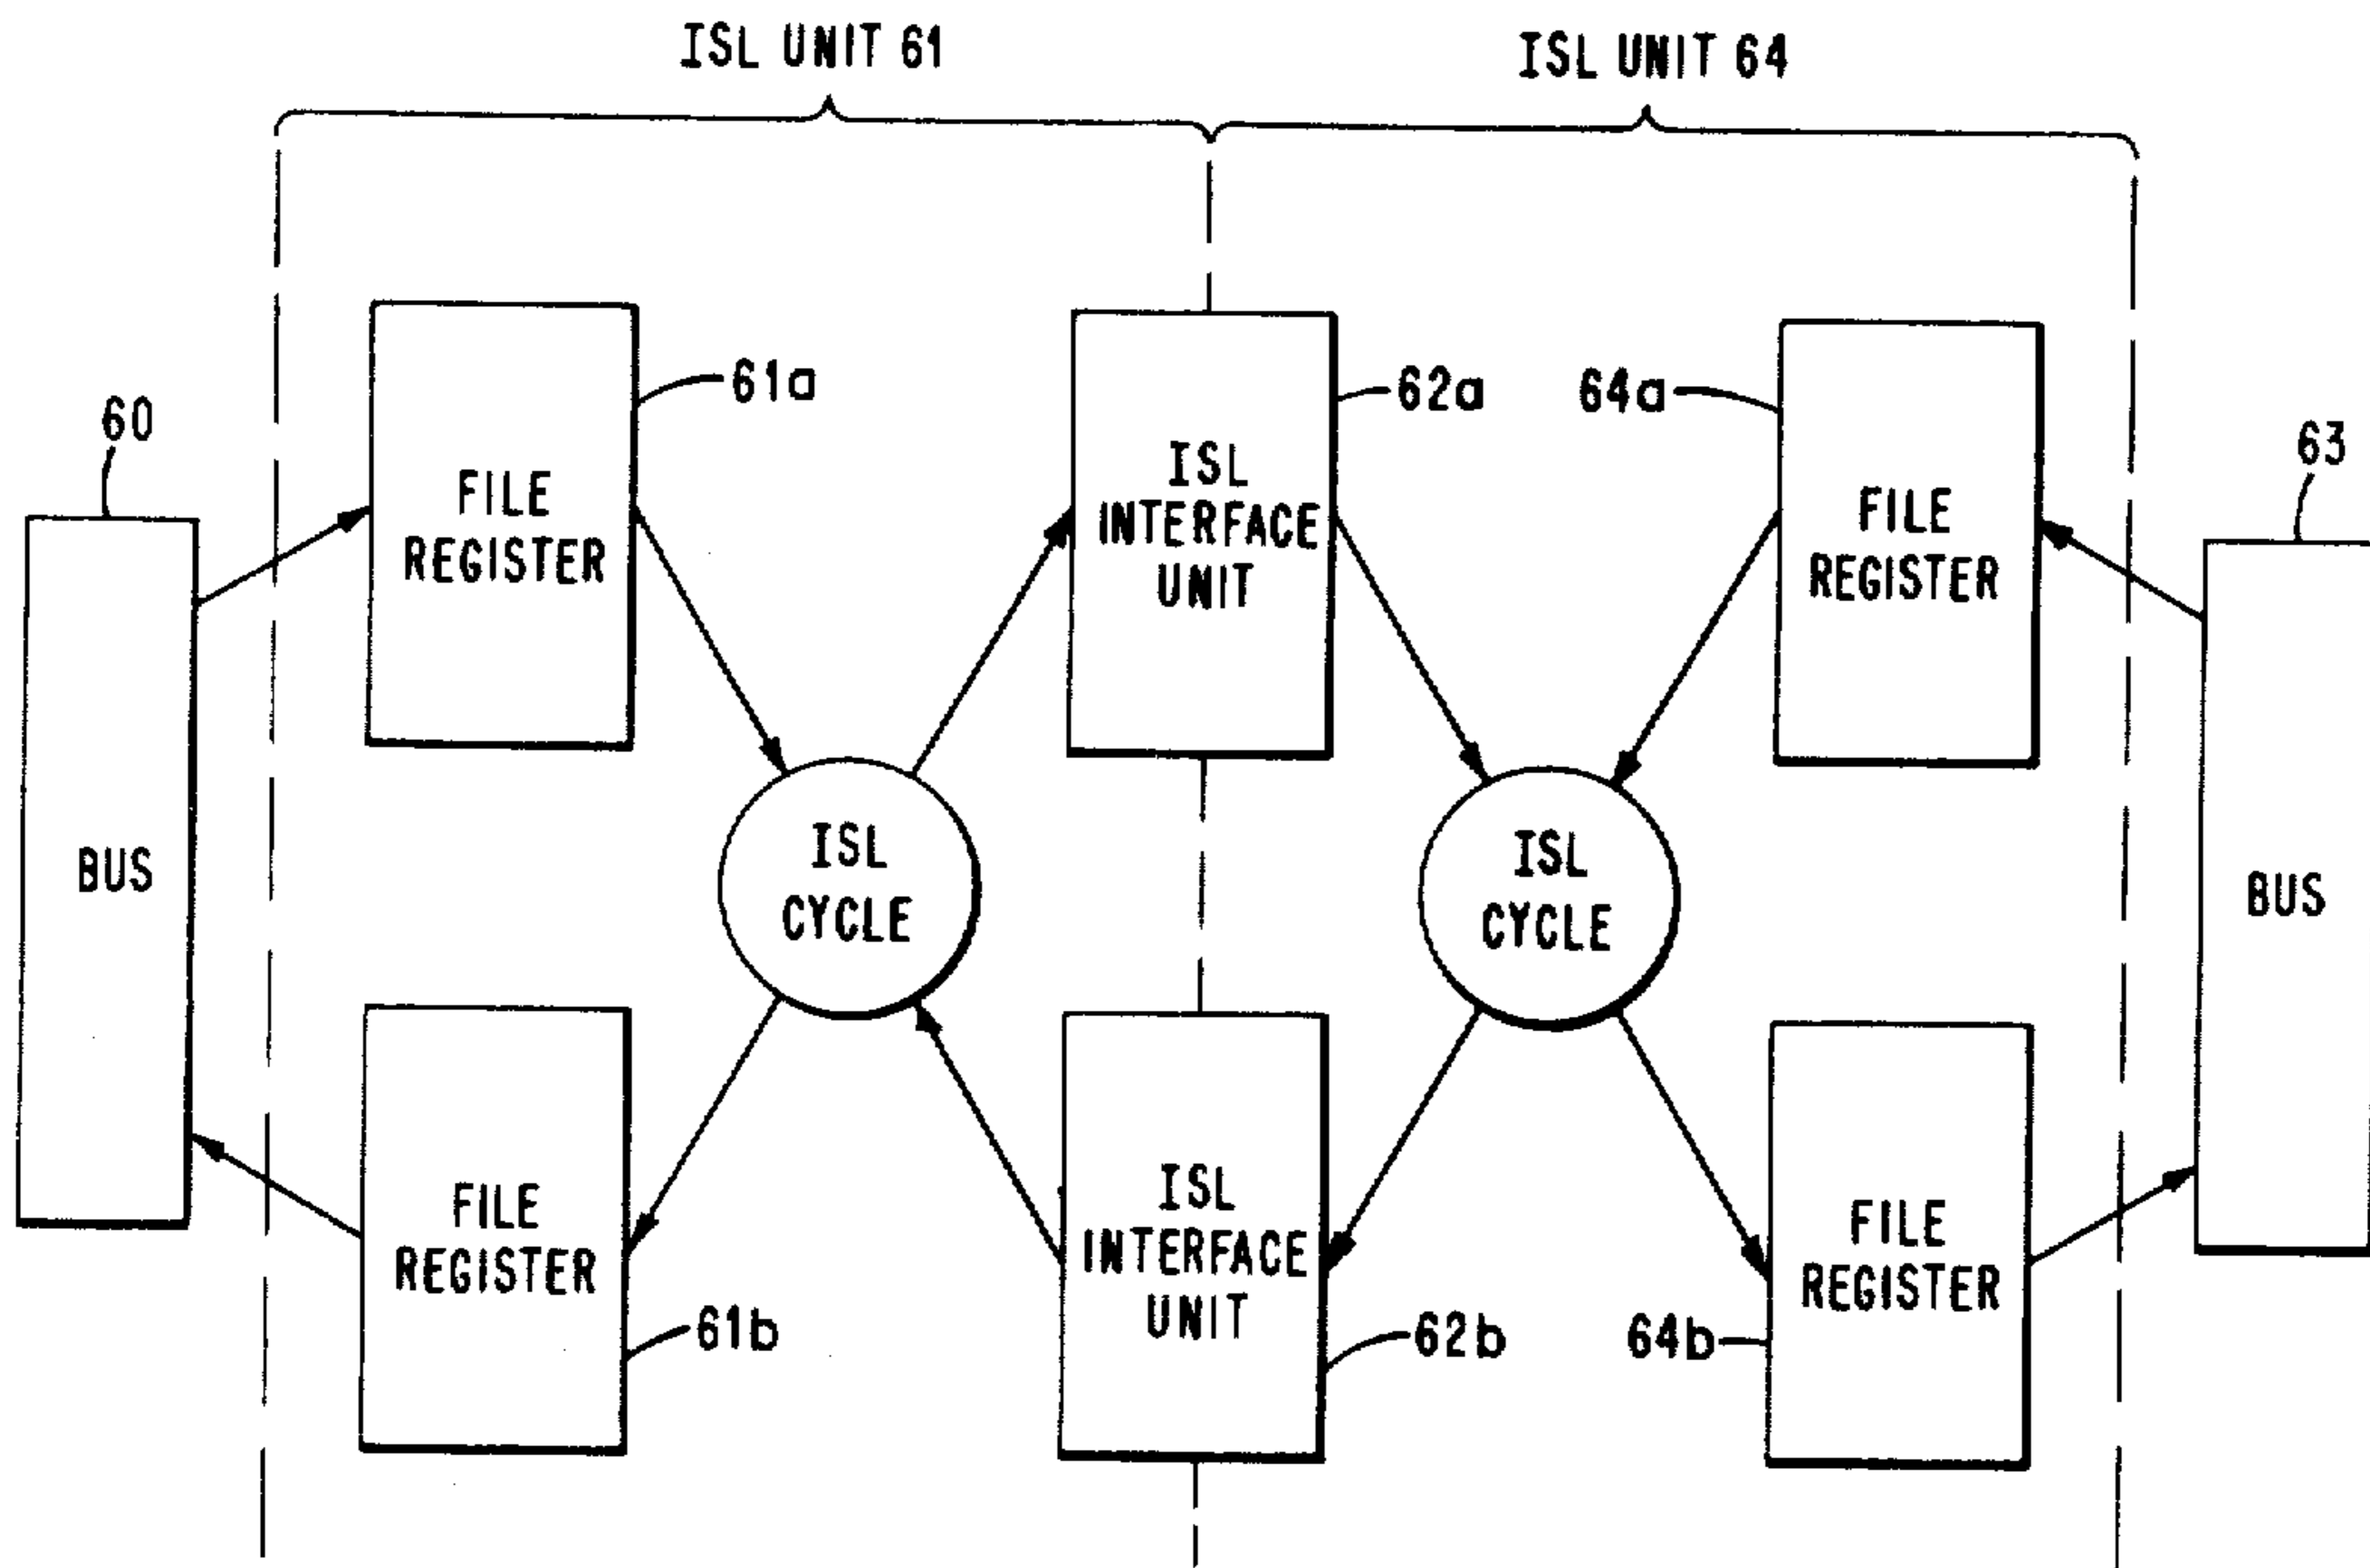 ISL UNIT 61
ISL UNIT 64
60
FILE
REGISTER
61a
ISL
INTERFACE
UNIT
62a
64a
FILE
REGISTER
63
BUS
ISL
CYCLE
ISL
CYCLE
BUS
FILE
REGISTER
61b
ISL
INTERFACE
UNIT
62b
64b
FILE
REGISTER